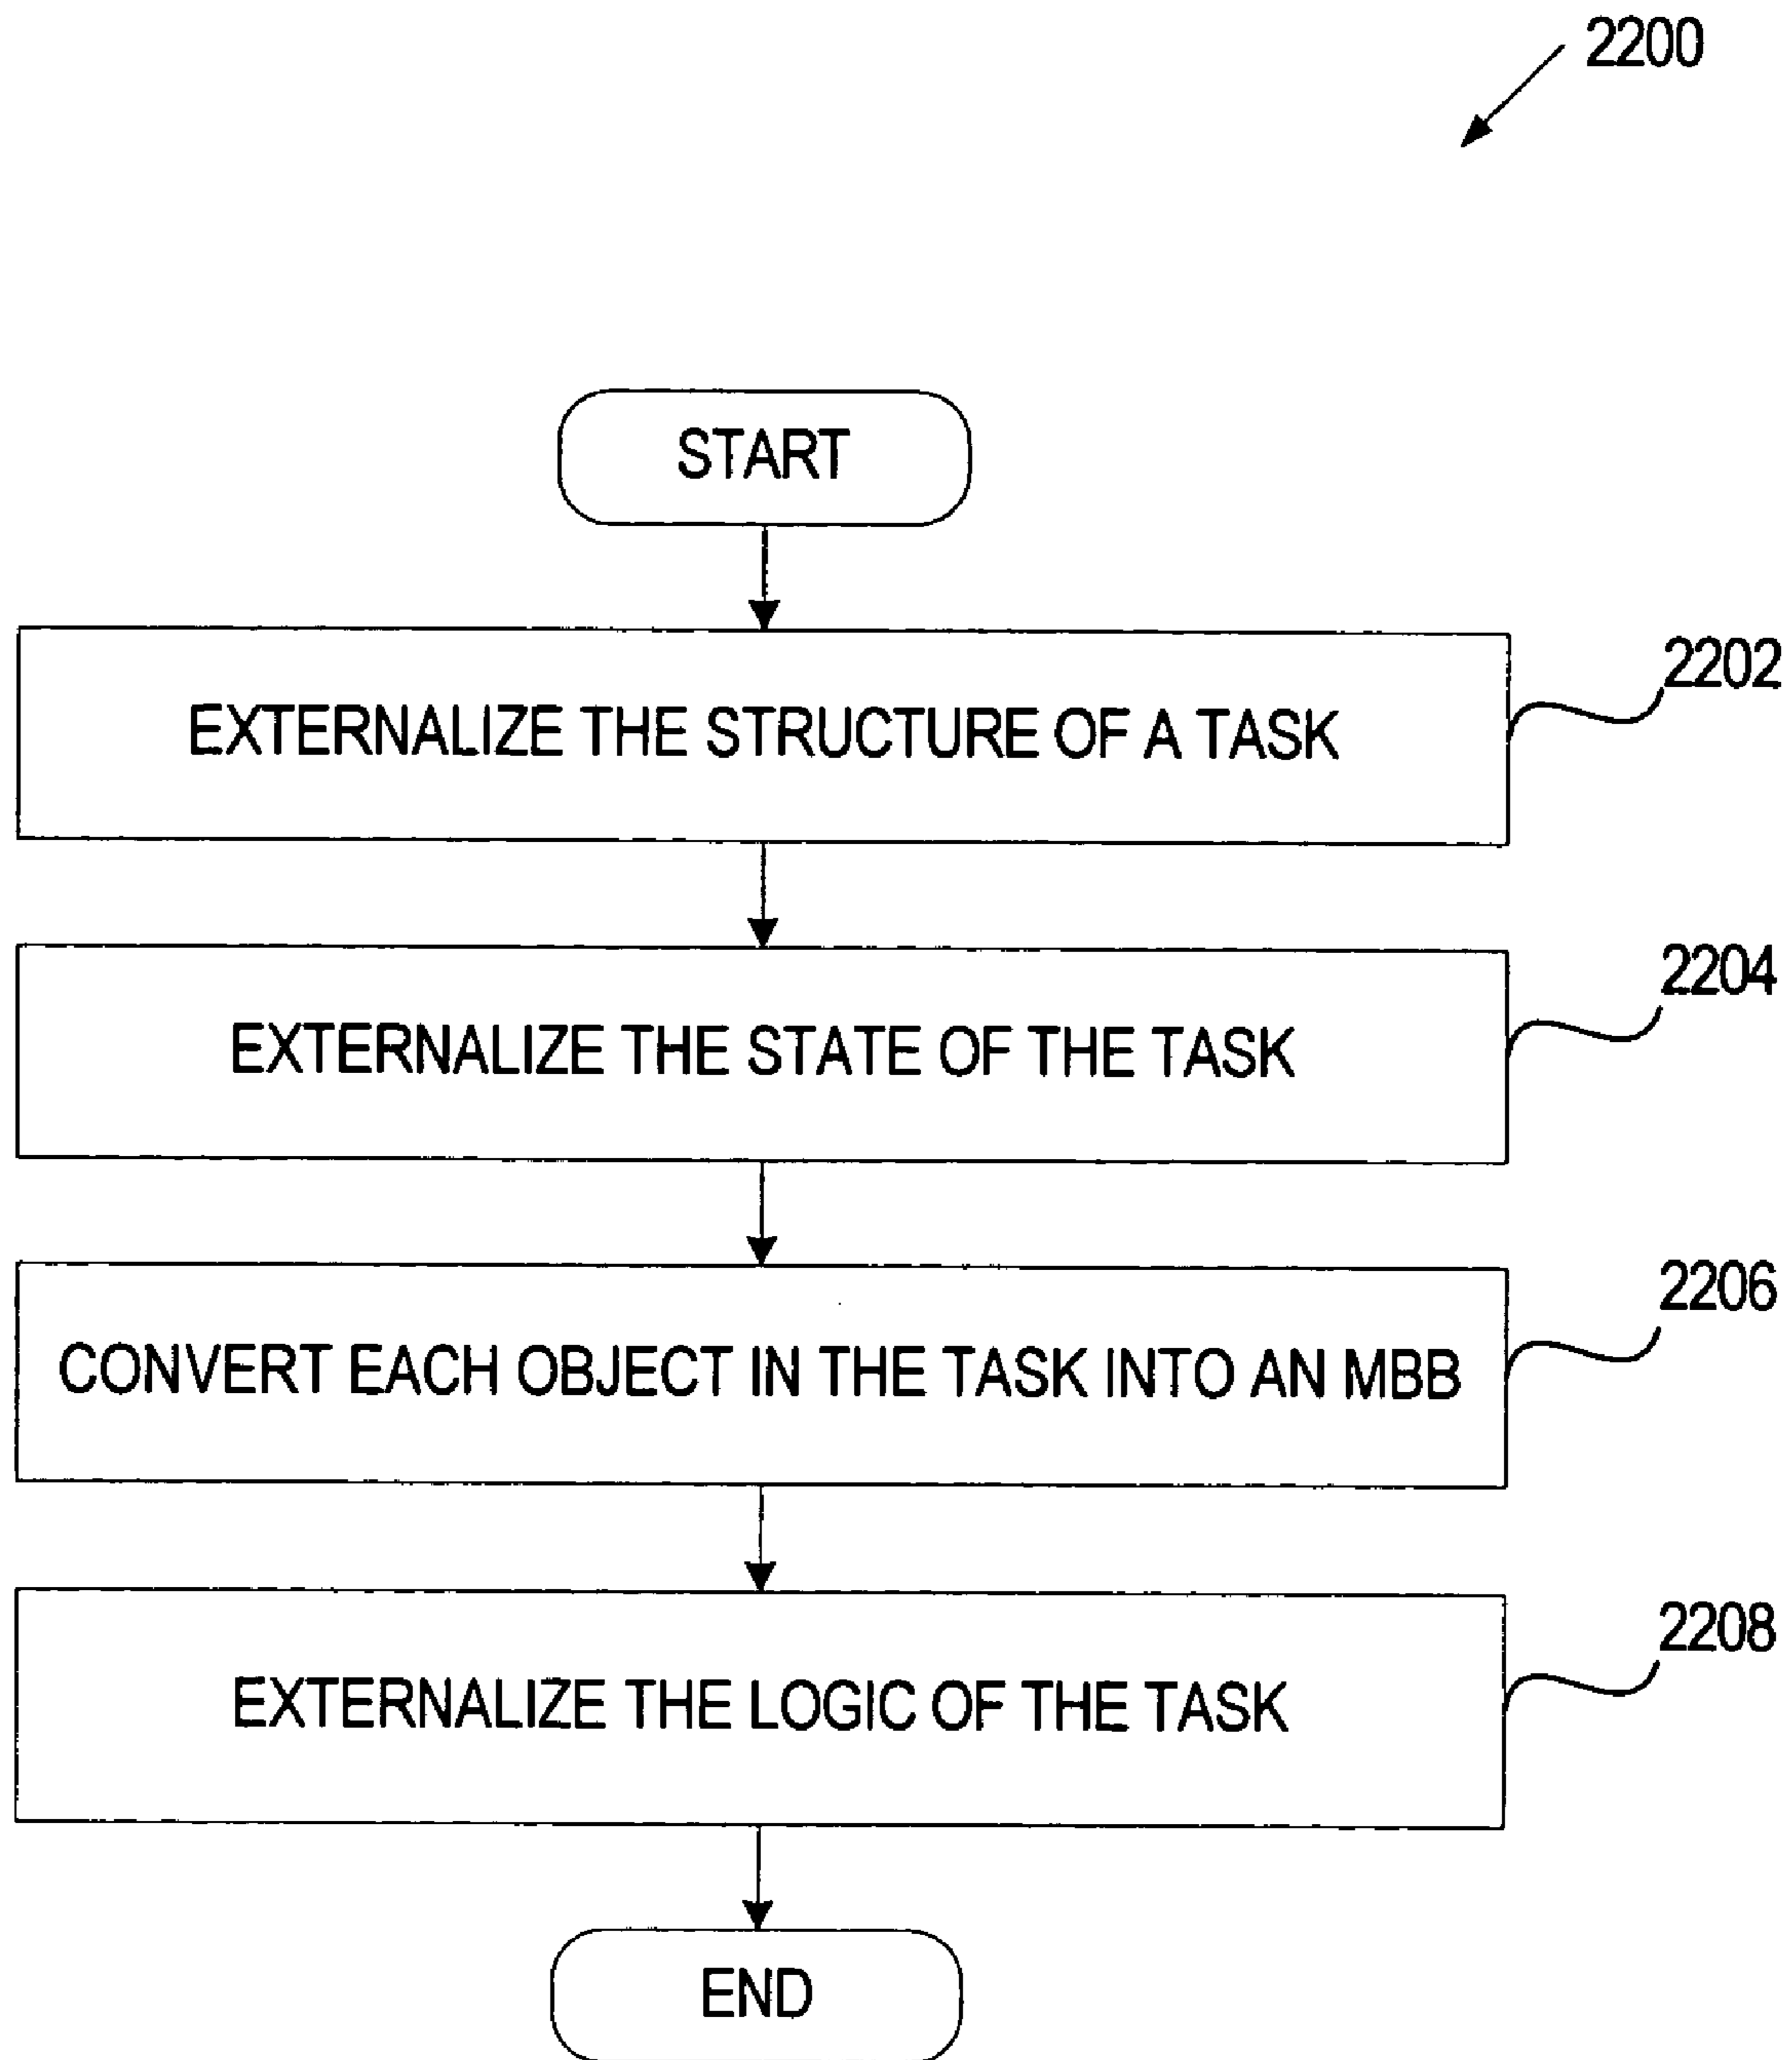 2200
START
EXTERNALIZE THE STRUCTURE OF A TASK
2202
EXTERNALIZE THE STATE OF THE TASK
2204
CONVERT EACH OBJECT IN THE TASK INTO AN MBB
2206
EXTERNALIZE THE LOGIC OF THE TASK
2208
END